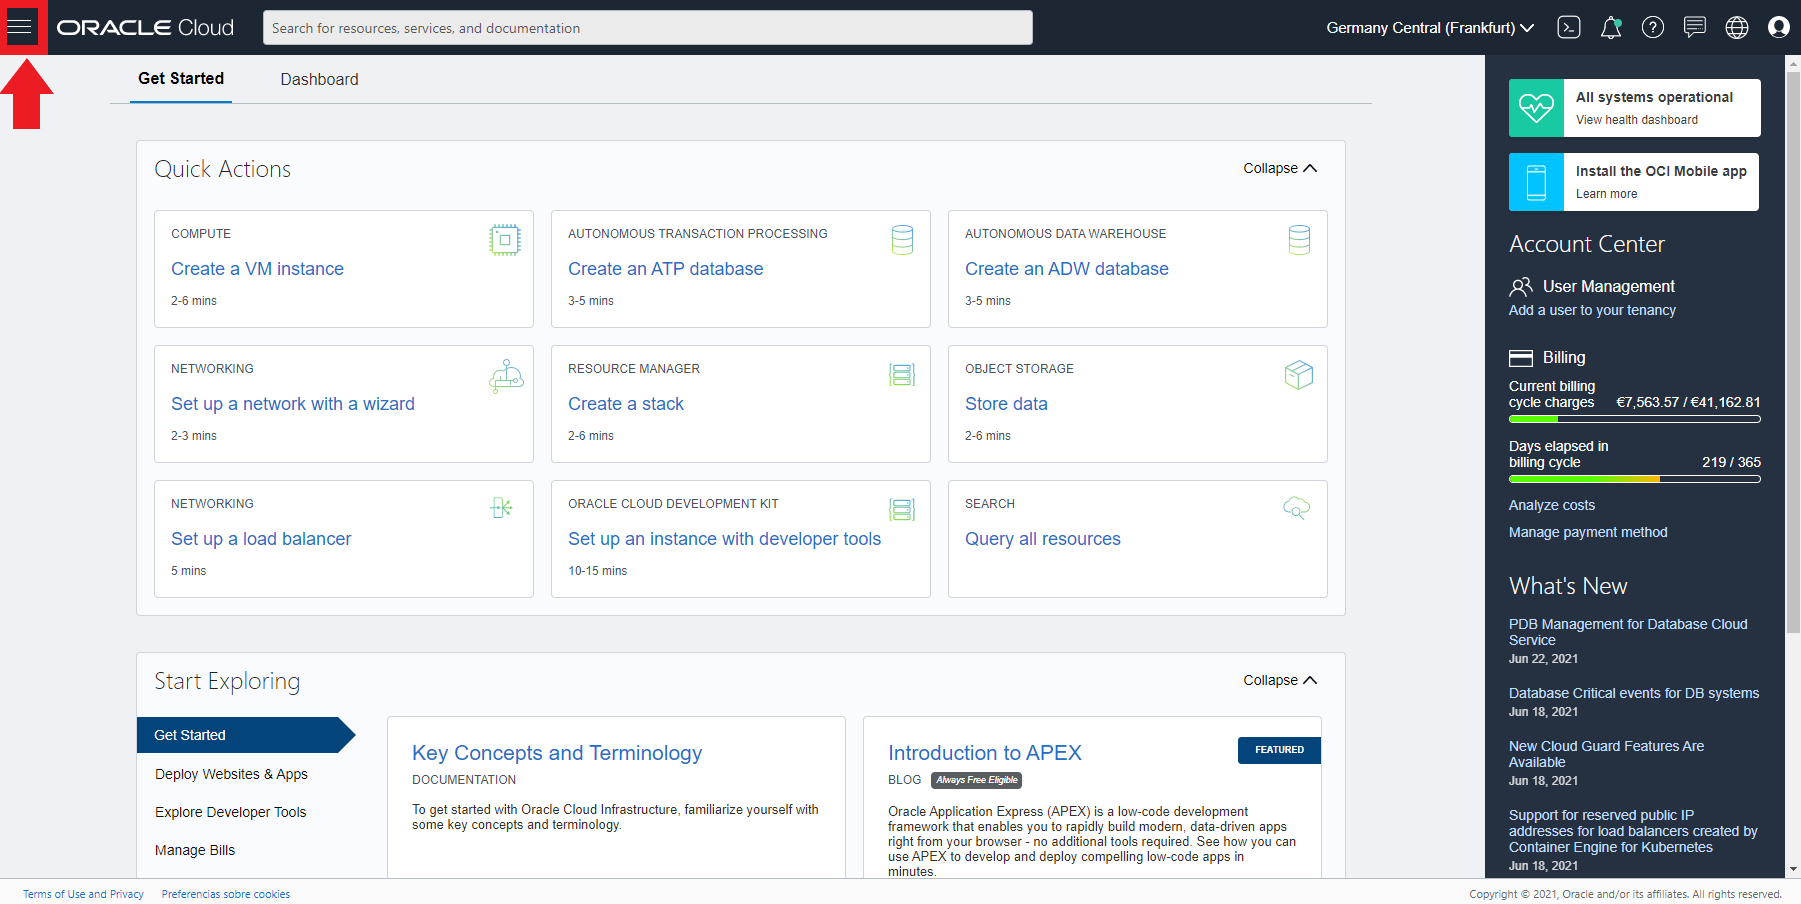 ORACLE Cloud
Search for resources, services, and documentation
Germany Central (Frankfurt)
Get Started
Dashboard
Quick Actions
Collapse
COMPUTE
Create a VM instance
2-6 mins
AUTONOMOUS TRANSACTION PROCESSING
Create an ATP database
3-5 mins
AUTONOMOUS DATA WAREHOUSE
Create an ADW database
3-5 mins
NETWORKING
Set up a network with a wizard
2-3 mins
RESOURCE MANAGER
Create a stack
2-6 mins
OBJECT STORAGE
Store data
2-6 mins
NETWORKING
Set up a load balancer
5 mins
ORACLE CLOUD DEVELOPMENT KIT
Set up an instance with developer tools
10-15 mins
SEARCH
Query all resources
Start Exploring
Collapse
Get Started
Deploy Websites & Apps
Explore Developer Tools
Manage Bills
Key Concepts and Terminology
DOCUMENTATION
To get started with Oracle Cloud Infrastructure, familiarize yourself with
some key concepts and terminology.
Introduction to APEX
FEATURED
BLOG Always Free Eligible
Oracle Application Express (APEX) is a low-code development
framework that enables you to rapidly build modern, data-driven apps
right from your browser - no additional tools required. See how you can
use APEX to develop and deploy compelling low-code apps in
minutes.
All systems operational
View health dashboard
Install the OCI Mobile app
Learn more
Account Center
User Management
Add a user to your tenancy
Billing
Current billing
cycle charges €7,563.57 / €41,162.81
Days elapsed in
billing cycle 219 / 365
Analyze costs
Manage payment method
What's New
PDB Management for Database Cloud
Service
Jun 22, 2021
Database Critical events for DB systems
Jun 18, 2021
New Cloud Guard Features Are
Available
Jun 18, 2021
Support for reserved public IP
addresses for load balancers created by
Container Engine for Kubernetes
Jun 18, 2021
Terms of Use and Privacy
Preferencias sobre cookies
Copyright © 2021, Oracle and/or its affiliates. All rights reserved.